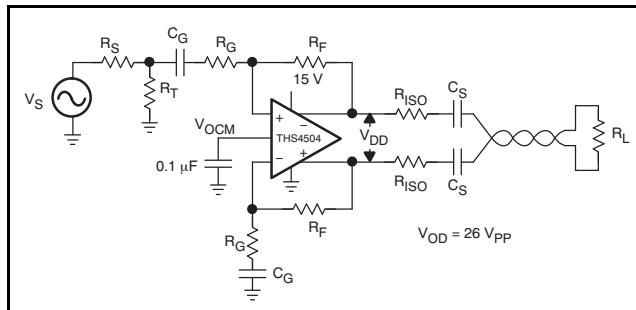 C_G
R_S
R_G
R_F
15 V
R_ISO
C_S
V_S
R_T
+
−
V_OCM
THS4504
V_DD
R_L
0.1 µF
−
+
R_ISO
C_S
R_F
R_G
V_OD = 26 V_PP
C_G